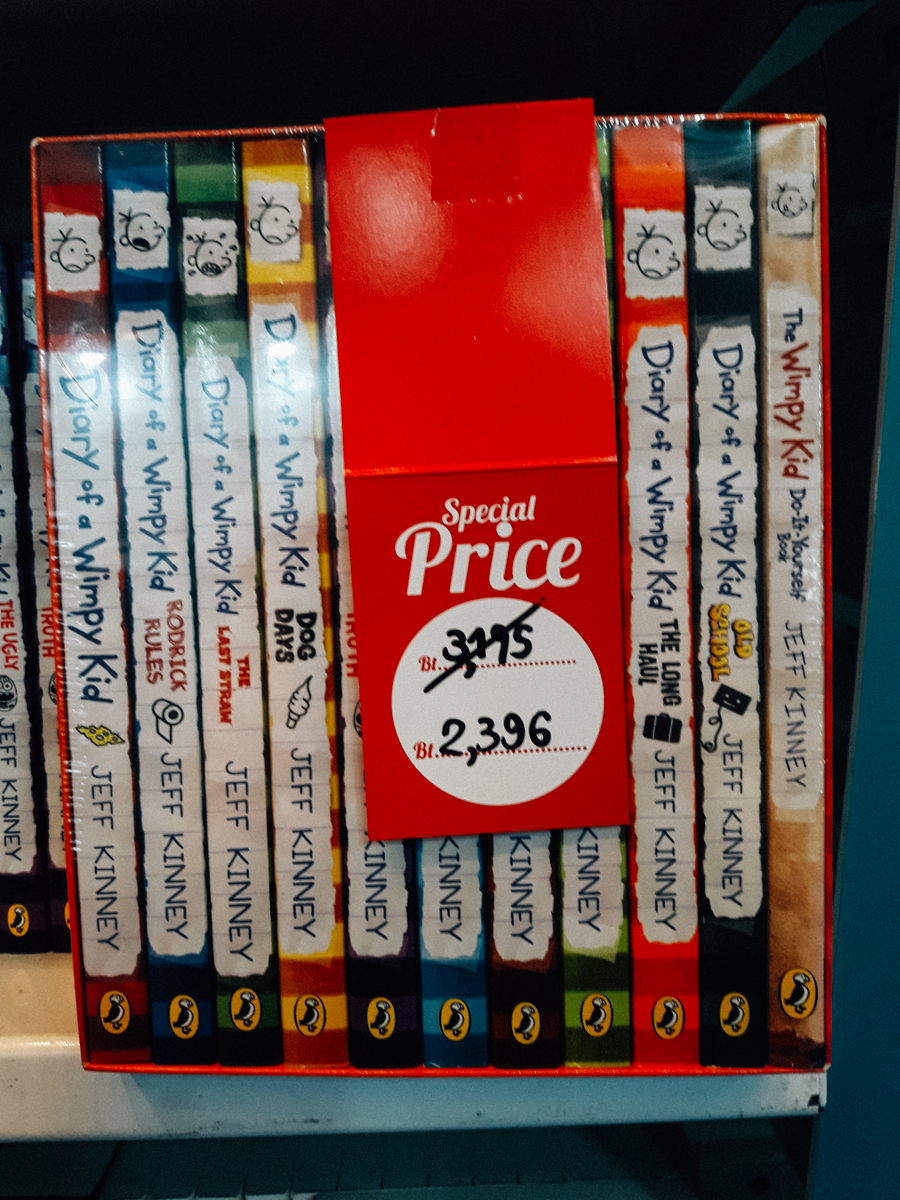 THE UGLY
JEFF KINNEY
TRUTH
Diary of a Wimpy Kid
JEFF KINNEY
Diary of a Wimpy Kid
RODRICK
RULES
JEFF KINNEY
Diary of a Wimpy Kid
THE
LAST STRAW
JEFF KINNEY
Diary of a Wimpy Kid
DOG
DAYS
JEFF KINNEY
Special
Price
Bt. 3,195
Bt. 2,396
KINNEY
KINNEY
KINNEY
KINNEY
Diary of a Wimpy Kid
THE LONG
HAUL
JEFF KINNEY
Diary of a Wimpy Kid
OLD
SCHOOL
JEFF KINNEY
The Wimpy Kid Do-It-Yourself
Book
JEFF KINNEY